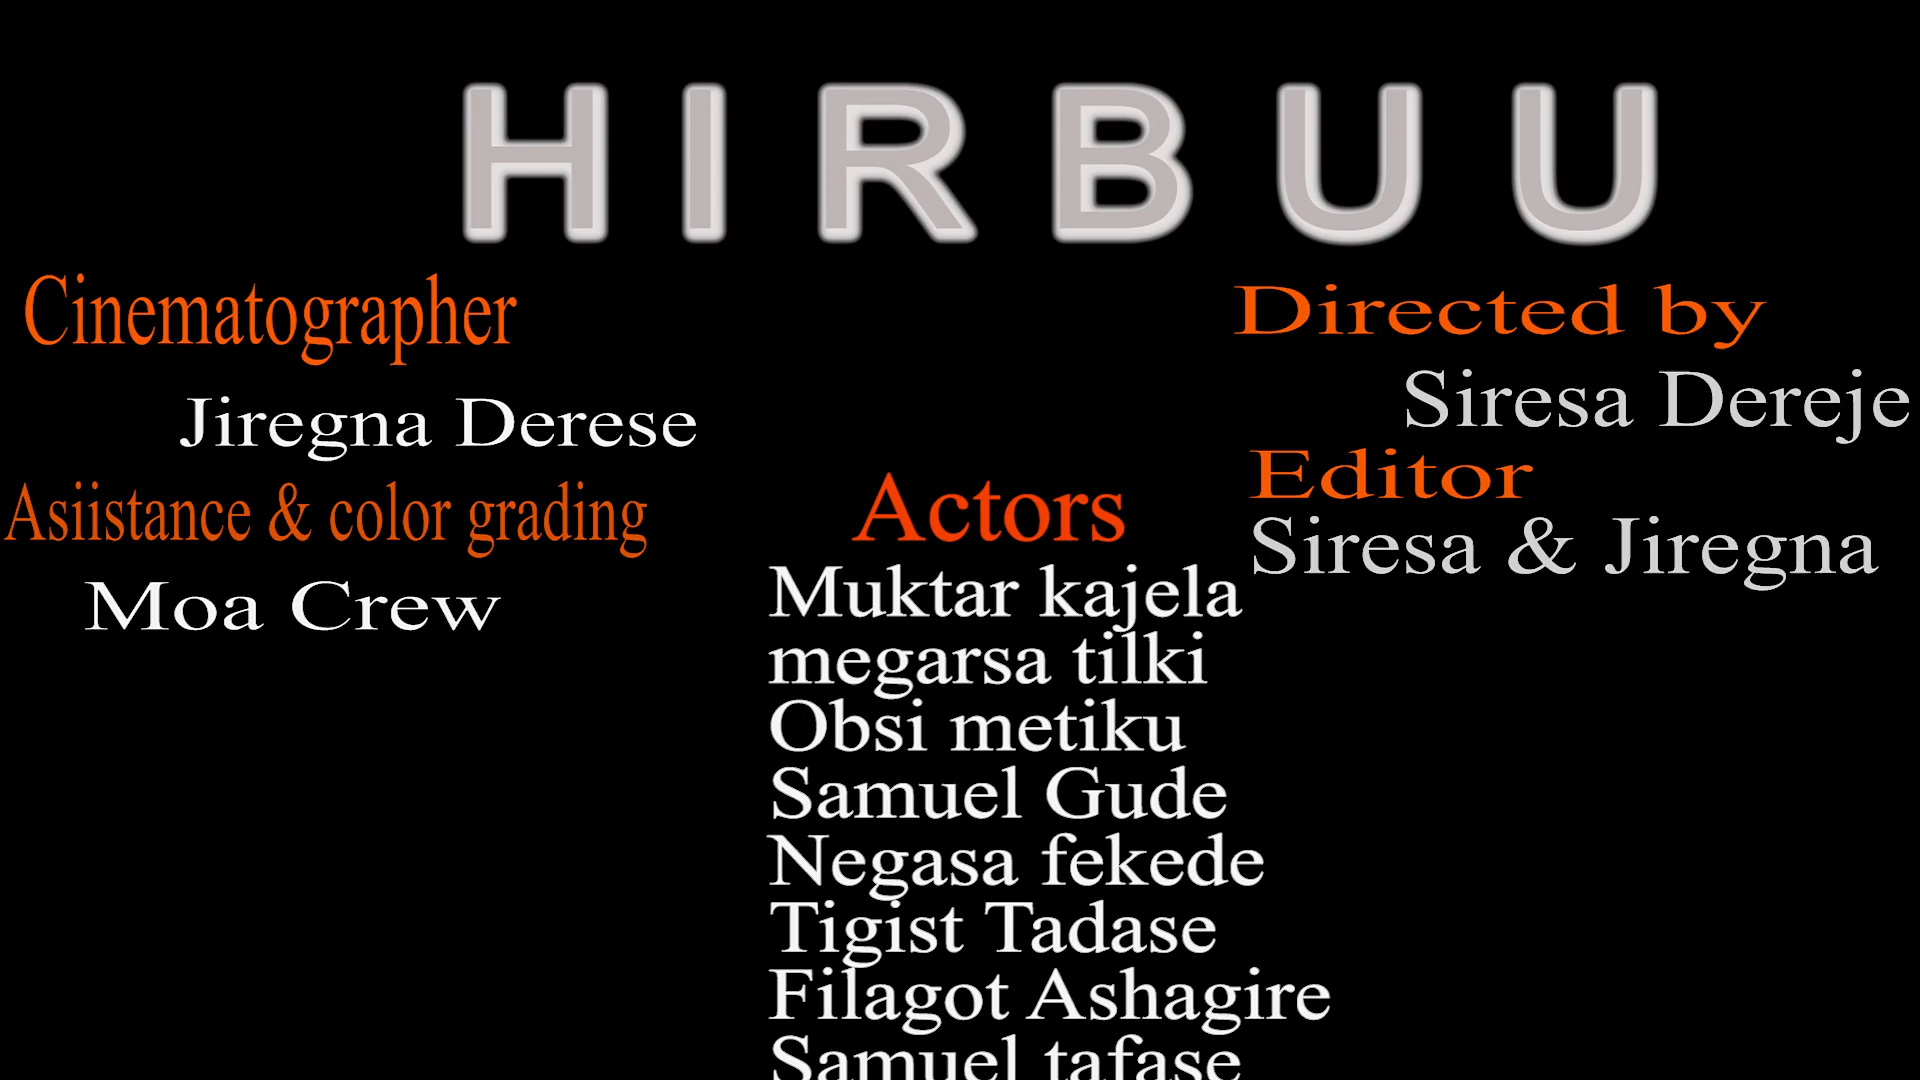 HIRBUU
Cinematographer
Jiregna Derese
Asiistance & color grading
Moa Crew
Directed by
Siresa Dereje
Editor
Siresa & Jiregna
Actors
Muktar kajela
megarsa tilki
Obsi metiku
Samuel Gude
Negasa fekede
Tigist Tadase
Filagot Ashagire
Samuel tafase